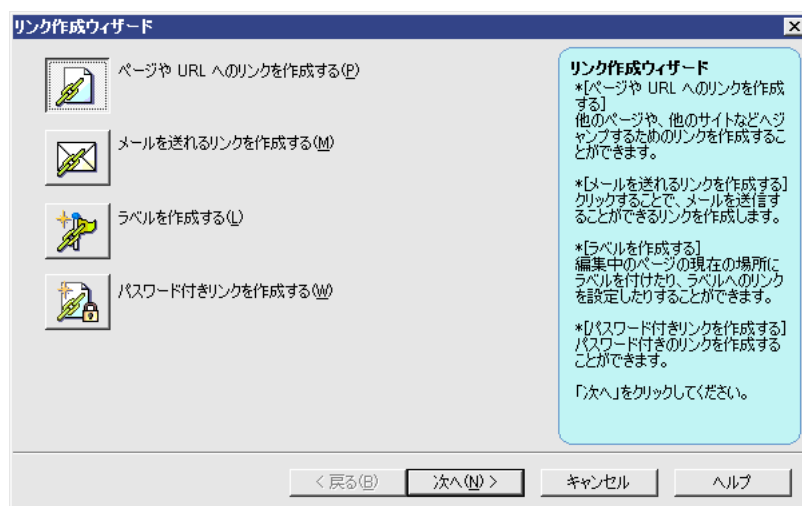 リンク作成ウィザード
ページや URL へのリンクを作成する(P)
メールを送れるリンクを作成する(M)
ラベルを作成する(L)
パスワード付きリンクを作成する(W)
リンク作成ウィザード
*[ページや URL へのリンクを作成
する]
他のページや、他のサイトなどへジ
ャンプするためのリンクを作成するこ
とができます。
*[メールを送れるリンクを作成する]
クリックすることで、メールを送信す
ることができるリンクを作成します。
*[ラベルを作成する]
編集中のページの現在の場所に
ラベルを付けたり、ラベルへのリンク
を設定したりすることができます。
*[パスワード付きリンクを作成する]
パスワード付きのリンクを作成する
ことができます。
「次へ」をクリックしてください。
< 戻る(B)
次へ(N) >
キャンセル
ヘルプ